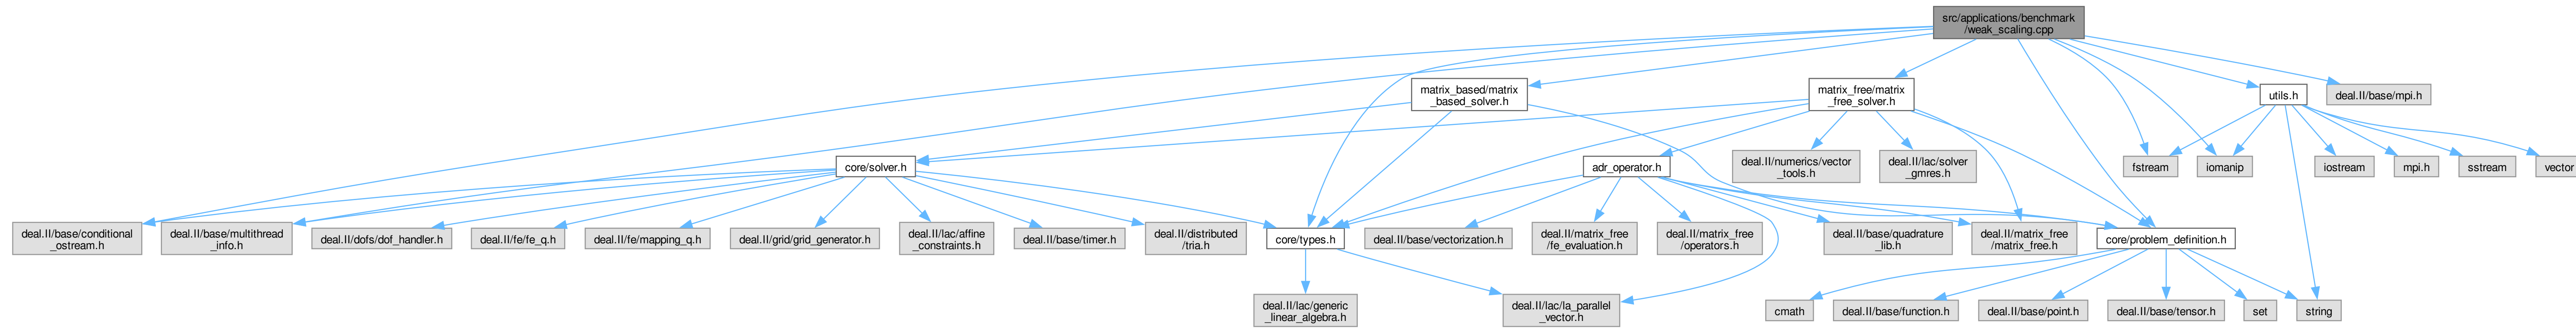 src/applications/benchmark
/weak_scaling.cpp
matrix_based/matrix
_based_solver.h
matrix_free/matrix
_free_solver.h
utils.h
deal.II/base/mpi.h
core/solver.h
adr_operator.h
deal.II/numerics/vector
_tools.h
deal.II/lac/solver
_gmres.h
fstream
iomanip
iostream
mpi.h
sstream
vector
deal.II/base/conditional
_ostream.h
deal.II/base/multithread
_info.h
deal.II/dofs/dof_handler.h
deal.II/fe/fe_q.h
deal.II/fe/mapping_q.h
deal.II/grid/grid_generator.h
deal.II/lac/affine
_constraints.h
deal.II/base/timer.h
deal.II/distributed
/tria.h
core/types.h
deal.II/base/vectorization.h
deal.II/matrix_free
/fe_evaluation.h
deal.II/matrix_free
/operators.h
deal.II/base/quadrature
_lib.h
deal.II/matrix_free
/matrix_free.h
core/problem_definition.h
deal.II/lac/generic
_linear_algebra.h
deal.II/lac/la_parallel
_vector.h
cmath
deal.II/base/function.h
deal.II/base/point.h
deal.II/base/tensor.h
set
string